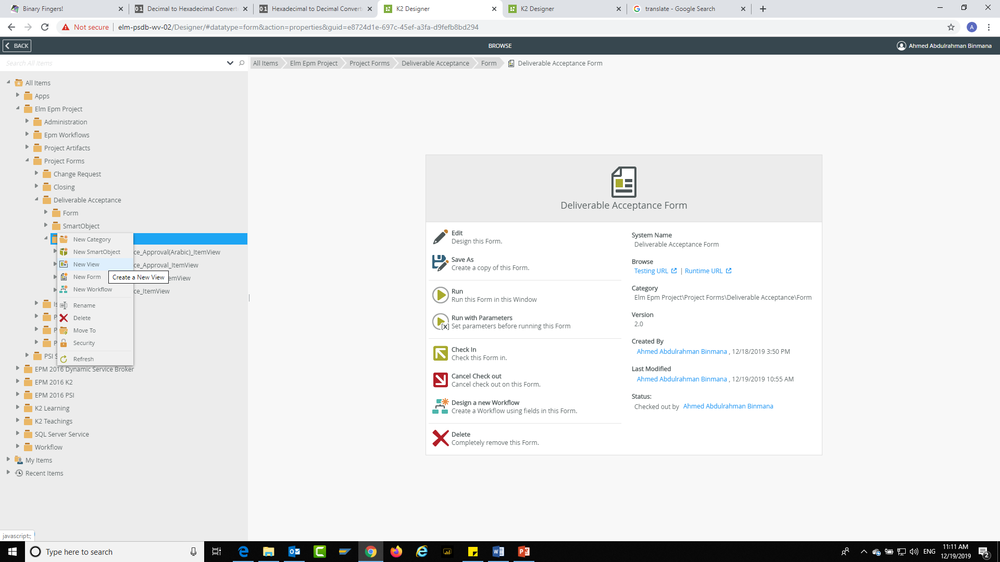 Binary Fingers!
Decimal to Hexadecimal Convert
Hexadecimal to Decimal Convert
K2 Designer
K2 Designer
translate - Google Search
Not secure
elm-psdb-wv-02/Designer/#datatype=form&action=properties&guid=e8724d1e-697c-45ef-a3fa-d9fefb8bd294
A
BACK
BROWSE
Ahmed Abdulrahman Binmana
Search All Items
All Items
Elm Epm Project
Project Forms
Deliverable Acceptance
Form
Deliverable Acceptance Form
All Items
Apps
Elm Epm Project
Administration
Epm Workflows
Project Artifacts
Project Forms
Change Request
Closing
Deliverable Acceptance
Form
SmartObject
New Category
New SmartObject
New View
New Form
New Workflow
Rename
Delete
Move To
Security
Refresh
Create a New View
ce_Approval(Arabic)_ItemView
ce_Approval_ItemView
emView
ce_ItemView
Is
P
P
P
PSI S
EPM 2016 Dynamic Service Broker
EPM 2016 K2
EPM 2016 PSI
K2 Learning
K2 Teachings
SQL Server Service
Workflow
My Items
Recent Items
Deliverable Acceptance Form
Edit
Design this Form.
Save As
Create a copy of this Form.
Run
Run this Form in this Window
Run with Parameters
Set parameters before running this Form
Check In
Check this Form in.
Cancel Check out
Cancel check out on this Form.
Design a new Workflow
Create a Workflow using fields in this Form.
Delete
Completely remove this Form.
System Name
Deliverable Acceptance Form
Browse
Testing URL | Runtime URL
Category
Elm Epm Project\Project Forms\Deliverable Acceptance\Form
Version
2.0
Created By
Ahmed Abdulrahman Binmana , 12/18/2019 3:50 PM
Last Modified
Ahmed Abdulrahman Binmana , 12/19/2019 10:55 AM
Status:
Checked out by Ahmed Abdulrahman Binmana
javascript:;
Type here to search
ENG
11:11 AM
12/19/2019
2